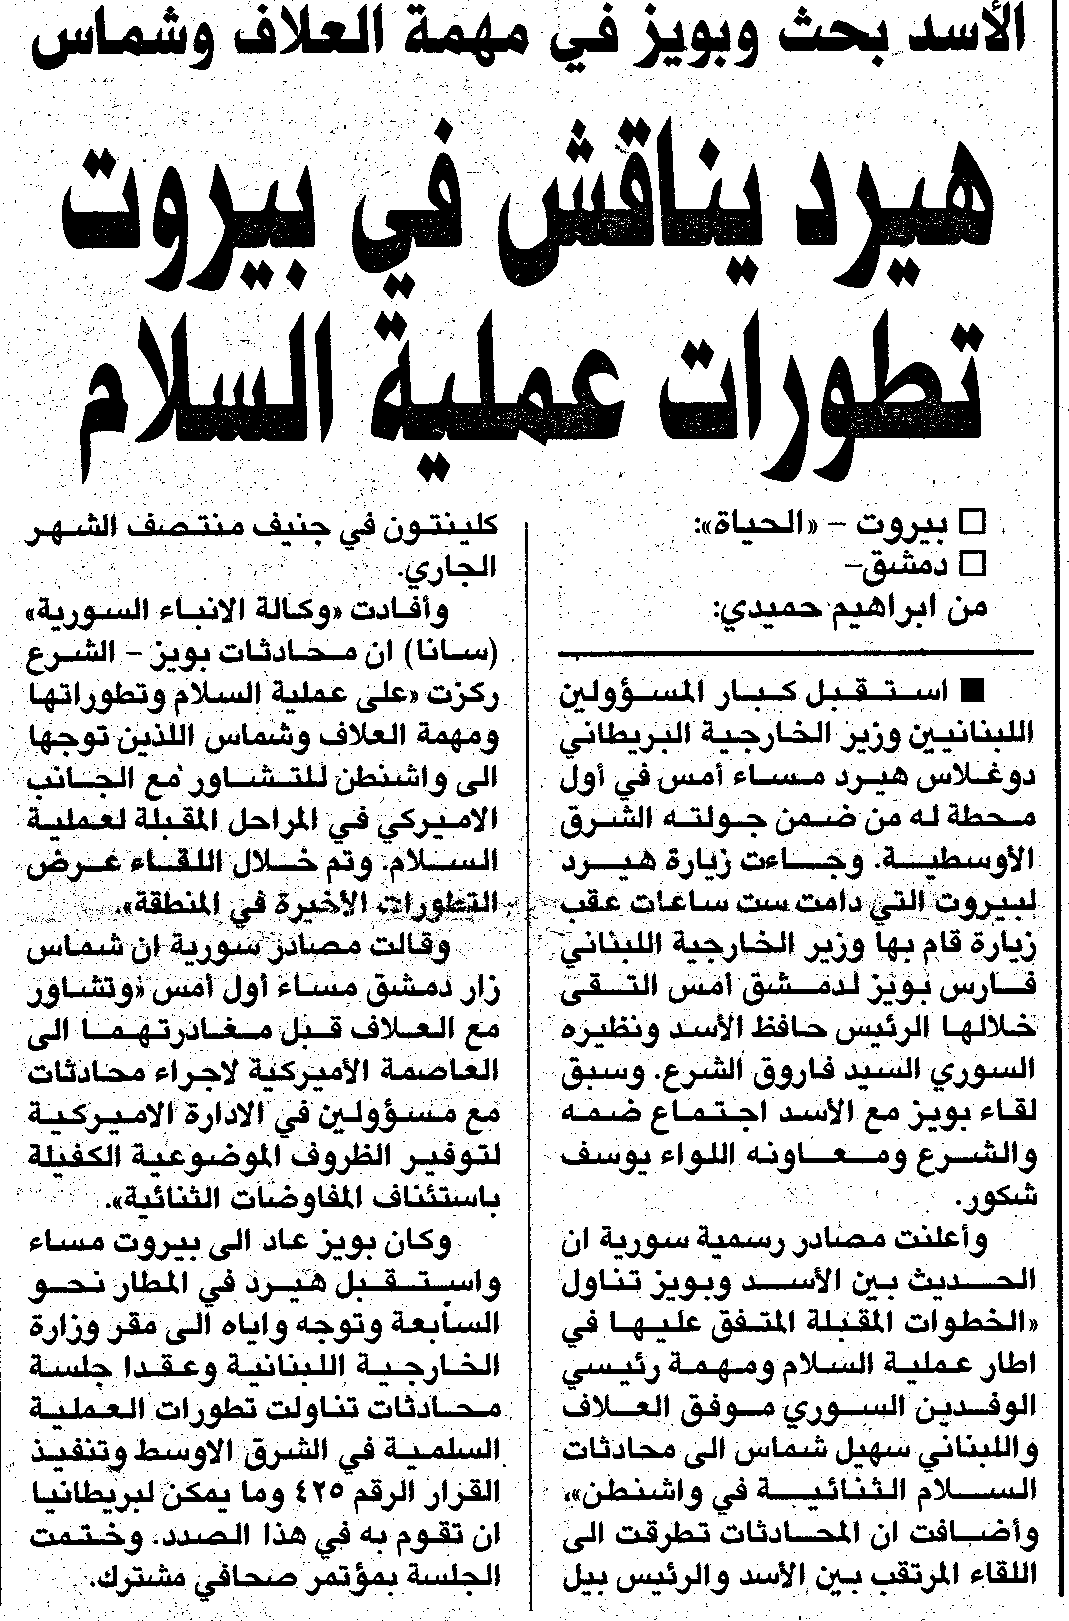 الأسد بحث وبويز في مهمة العلاف وشماس
هيرد يناقش في بيروت
تطورات عملية السلام
□ بيروت – «الحياة»:
□ دمشق–
من ابراهيم حميدي:
■ استقبل كبار المسؤولين
اللبنانيين وزير الخارجية البريطاني
دوغلاس هيرد مساء أمس في أول
محطة له من ضمن جولته الشرق
الأوسطية. وجاءت زيارة هيرد
لبيروت التي دامت ست ساعات عقب
زيارة قام بها وزير الخارجية اللبناني
فارس بويز لدمشق أمس التقى
خلالها الرئيس حافظ الأسد ونظيره
السوري السيد فاروق الشرع. وسبق
لقاء بويز مع الأسد اجتماع ضمه
والشرع ومعاونه اللواء يوسف
شكور.
وأعلنت مصادر رسمية سورية ان
الحديث بين الأسد وبويز تناول
«الخطوات المقبلة المتفق عليها في
اطار عملية السلام ومهمة رئيسي
الوفدين السوري موفق العلاف
واللبناني سهيل شماس الى محادثات
السلام الثنائية في واشنطن»،
وأضافت ان المحادثات تطرقت الى
اللقاء المرتقب بين الأسد والرئيس بيل
كلينتون في جنيف منتصف الشهر
الجاري.
وأفادت «وكالة الانباء السورية»
(سانا) ان محادثات بويز – الشرع
ركزت «على عملية السلام وتطوراتها
ومهمة العلاف وشماس اللذين توجها
الى واشنطن للتشاور مع الجانب
الاميركي في المراحل المقبلة لعملية
السلام. وتم خلال اللقاء عرض
التطورات الأخيرة في المنطقة».
وقالت مصادر سورية ان شماس
زار دمشق مساء أول أمس «وتشاور
مع العلاف قبل مغادرتهما الى
العاصمة الأميركية لاجراء محادثات
مع مسؤولين في الادارة الاميركية
لتوفير الظروف الموضوعية الكفيلة
باستئناف المفاوضات الثنائية».
وكان بويز عاد الى بيروت مساء
واستقبل هيرد في المطار نحو
السابعة وتوجه واياه الى مقر وزارة
الخارجية اللبنانية وعقدا جلسة
محادثات تناولت تطورات العملية
السلمية في الشرق الاوسط وتنفيذ
القرار الرقم ٤٢٥ وما يمكن لبريطانيا
ان تقوم به في هذا الصدد. وختمت
الجلسة بمؤتمر صحافي مشترك.